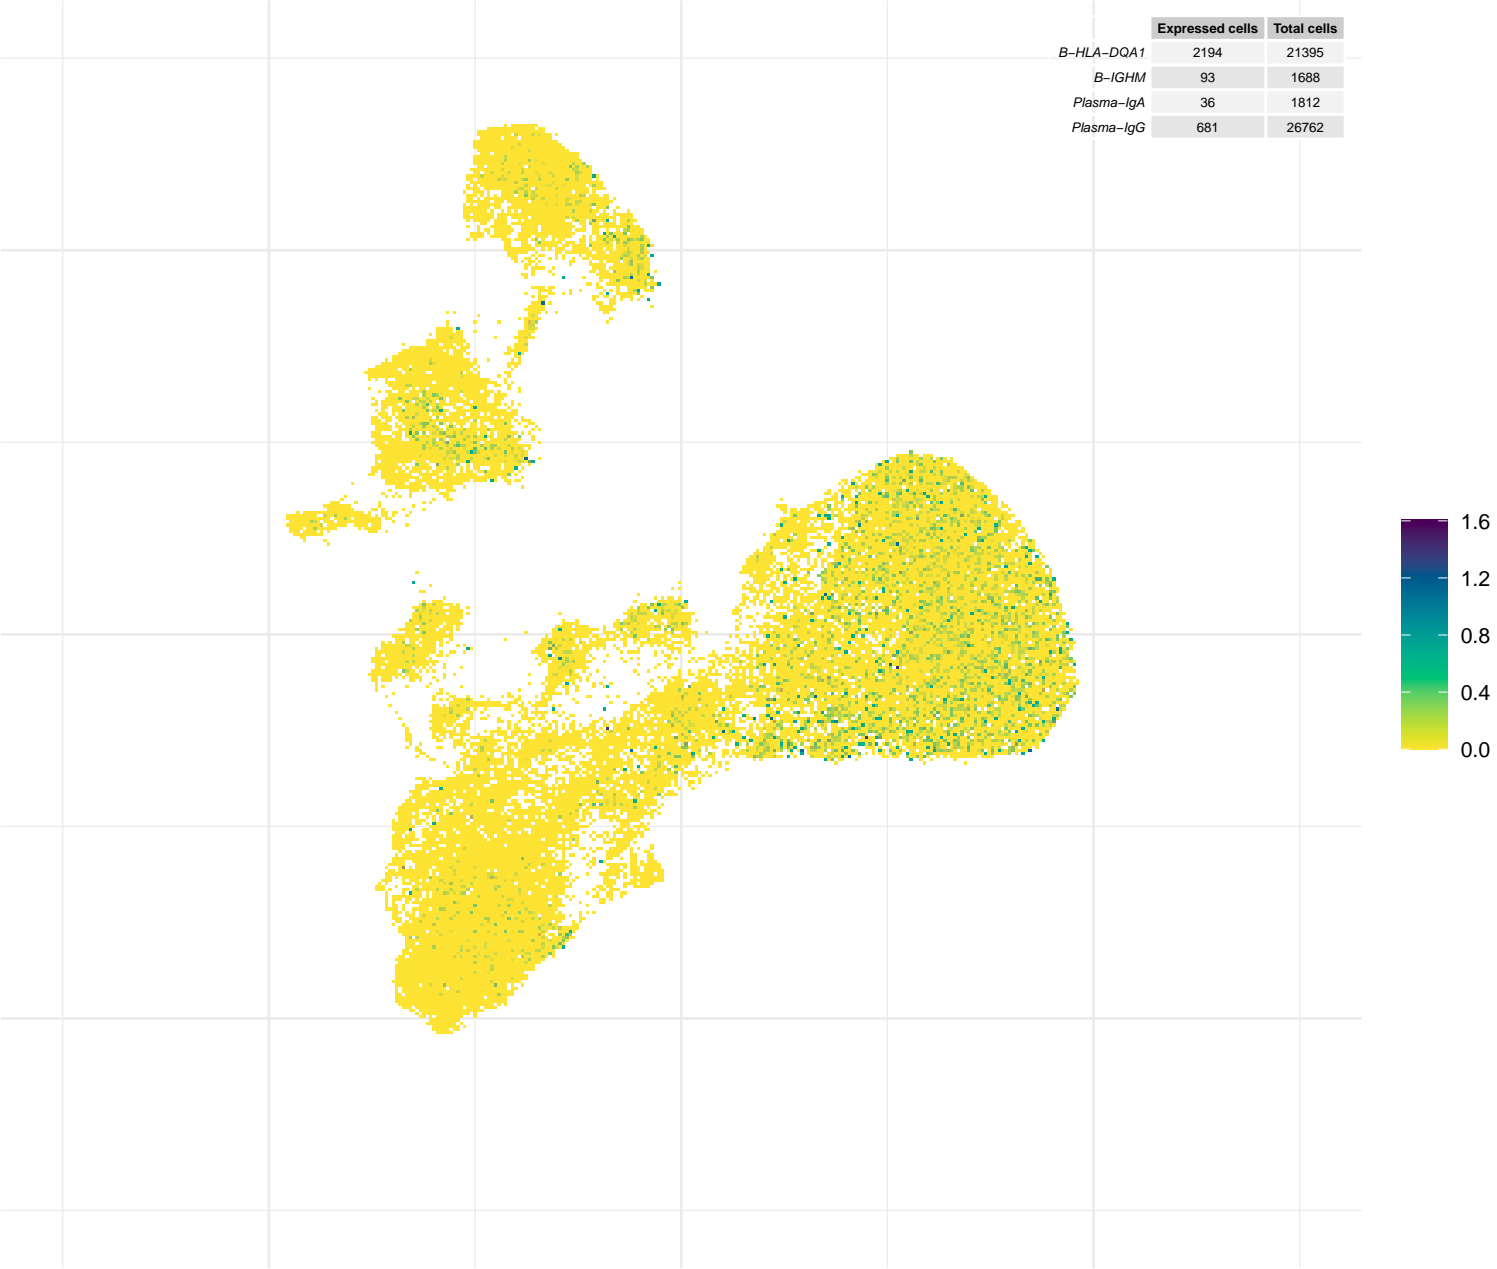 Expressed cells Total cells
B−HLA−DQA1 2194 21395
B−IGHM 93 1688
Plasma−IgA 36 1812
Plasma−IgG 681 26762
1.6
1.2
0.8
0.4
0.0